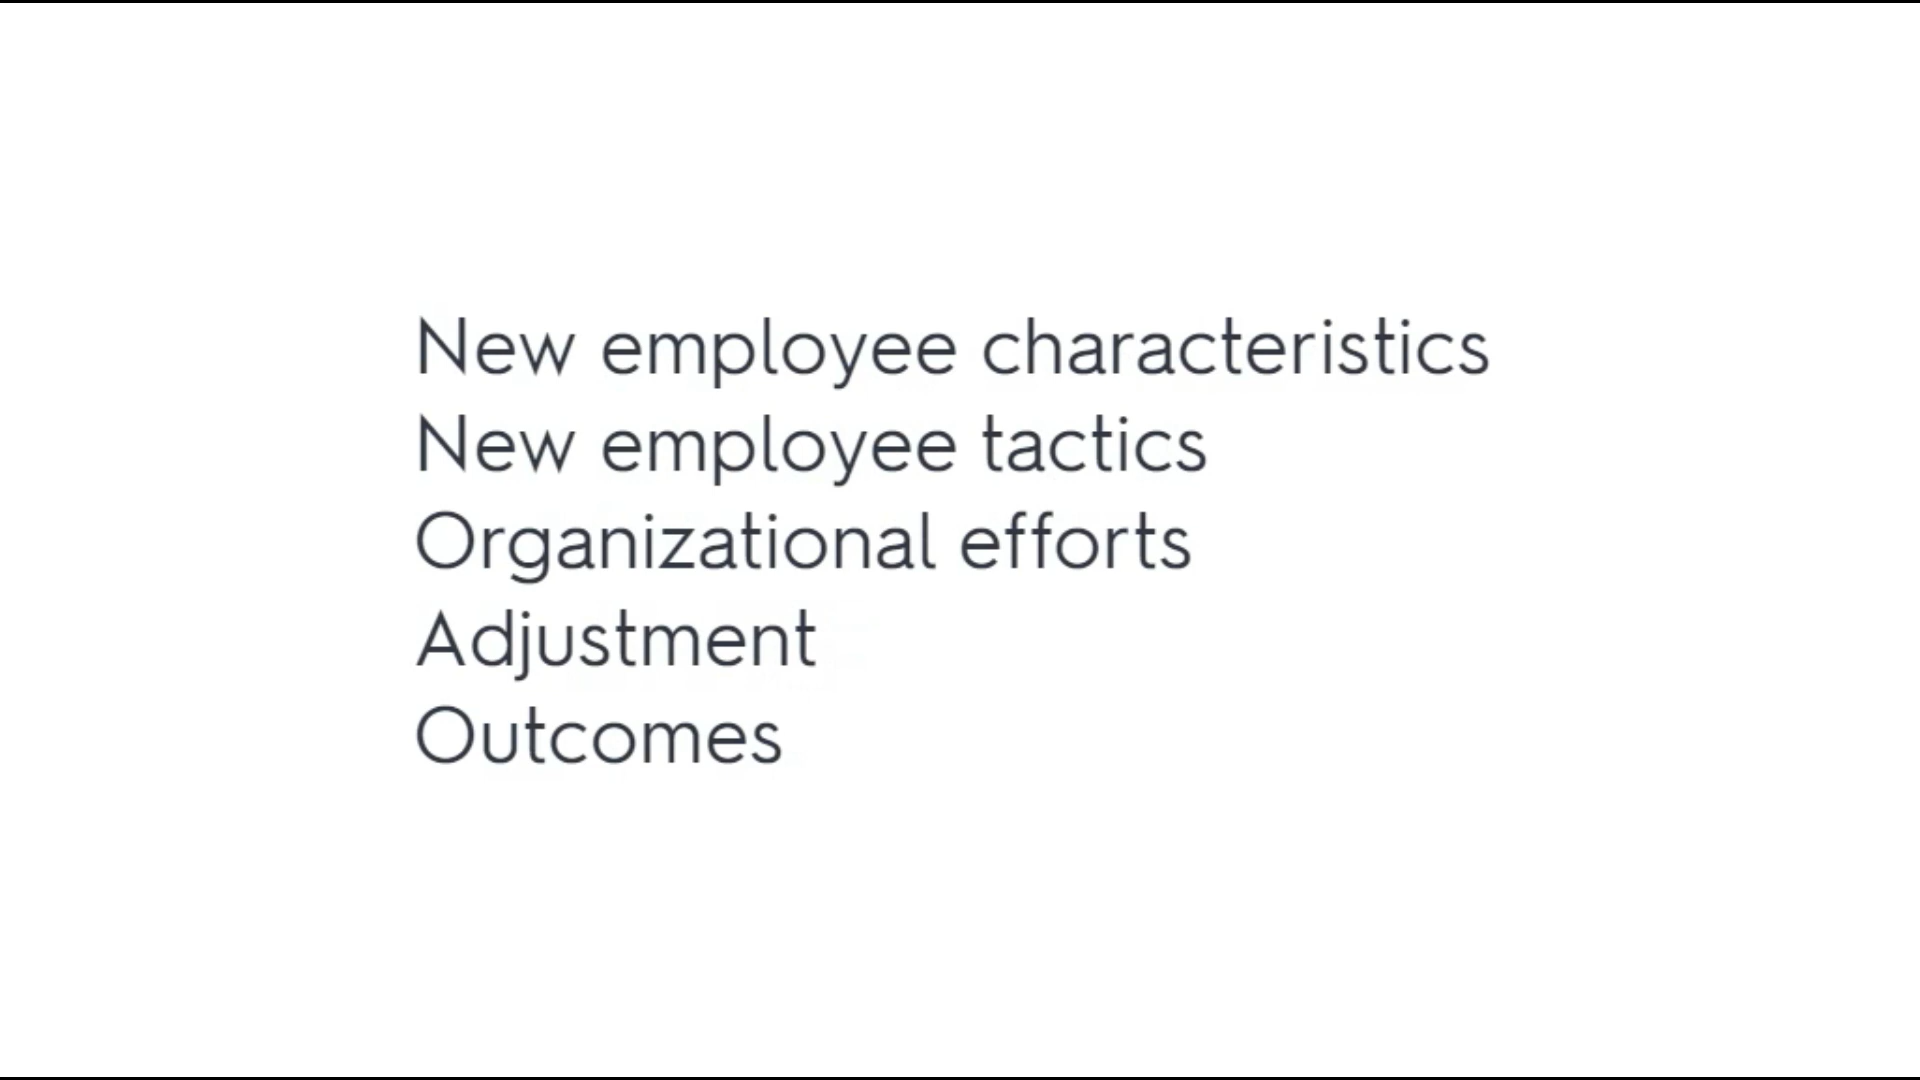 New employee characteristics
New employee tactics
Organizational efforts
Adjustment
Outcomes